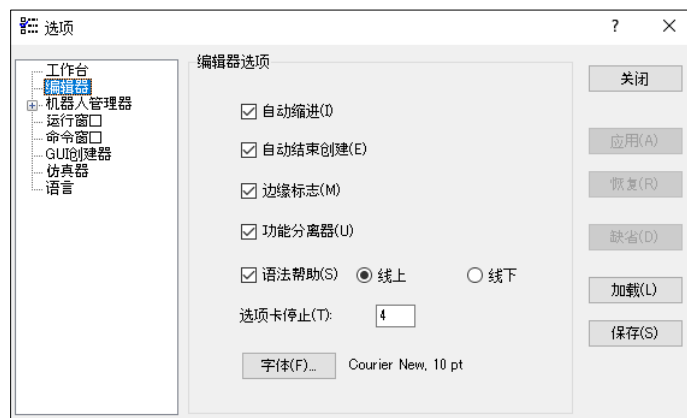 选项
?
工作台
编辑器
机器人管理器
运行窗口
命令窗口
GUI创建器
仿真器
语言
编辑器选项
自动缩进(I)
自动结束创建(E)
边缘标志(M)
功能分离器(U)
语法帮助(S) 线上 线下
选项卡停止(T): 4
字体(F)... Courier New, 10 pt
关闭
应用(A)
恢复(R)
缺省(D)
加载(L)
保存(S)